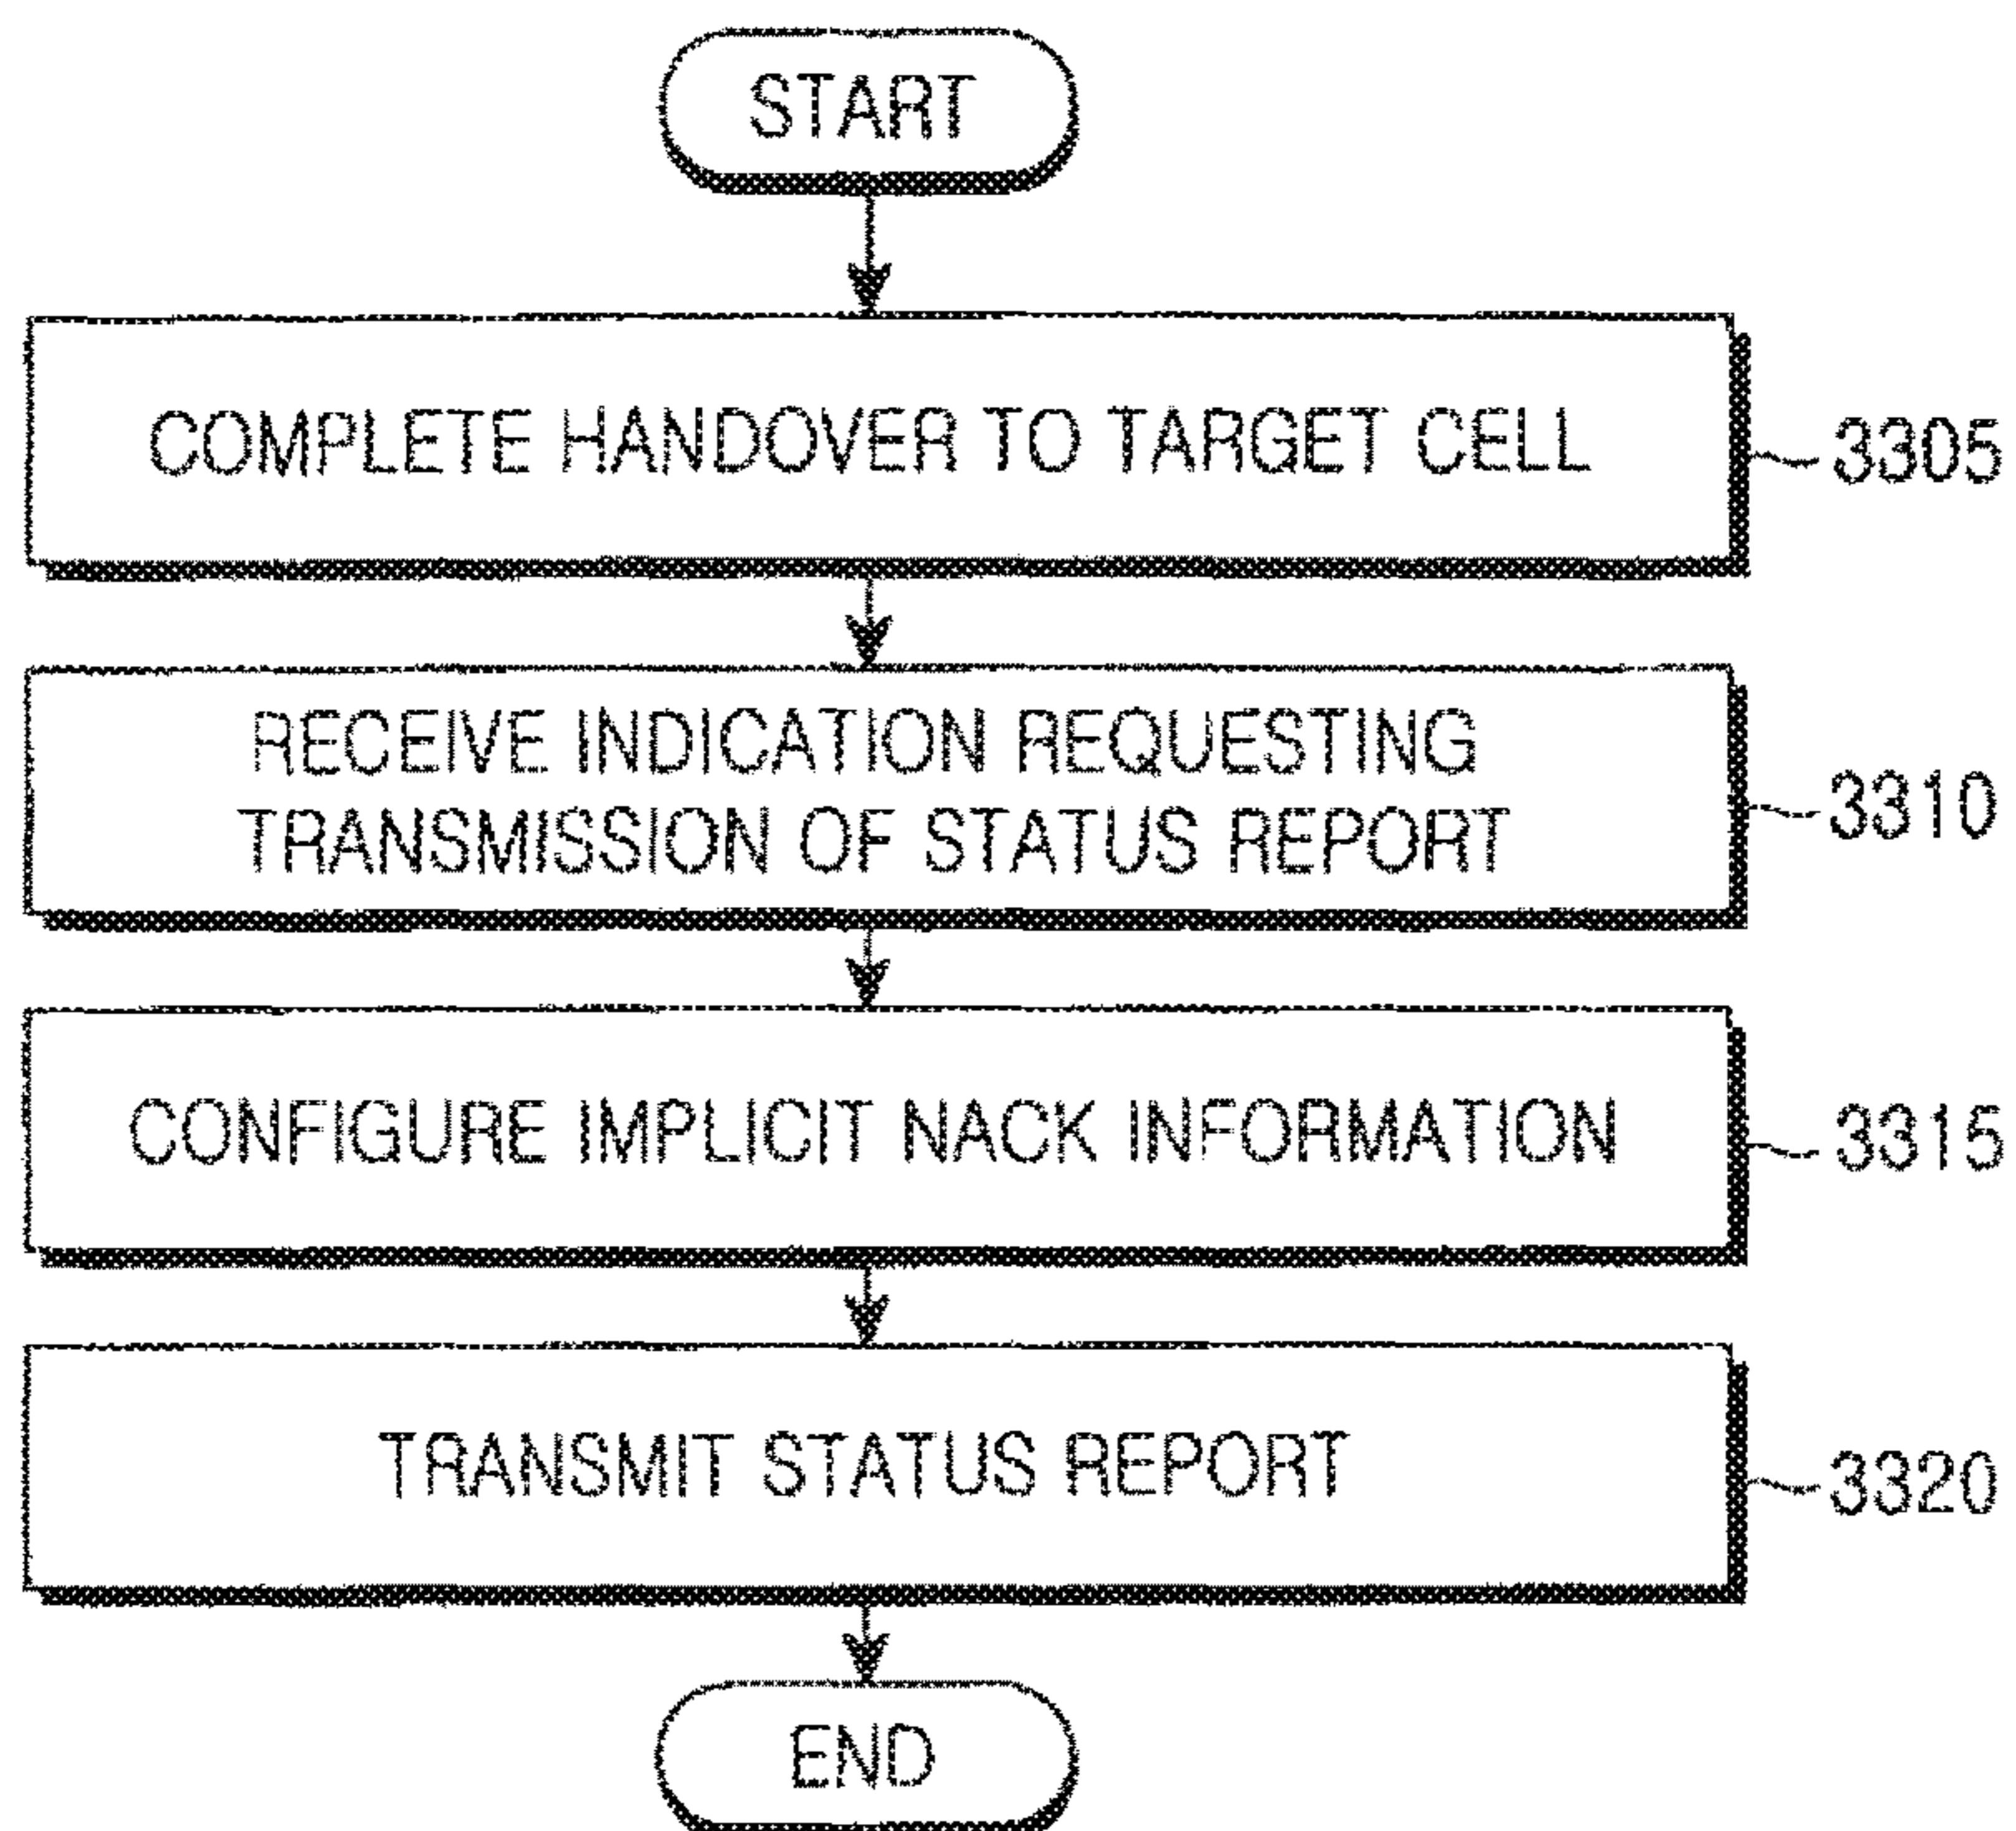 START
COMPLETE HANDOVER TO TARGET CELL
3305
RECEIVE INDICATION REQUESTING
TRANSMISSION OF STATUS REPORT
3310
CONFIGURE IMPLICIT NACK INFORMATION
3315
TRANSMIT STATUS REPORT
3320
END